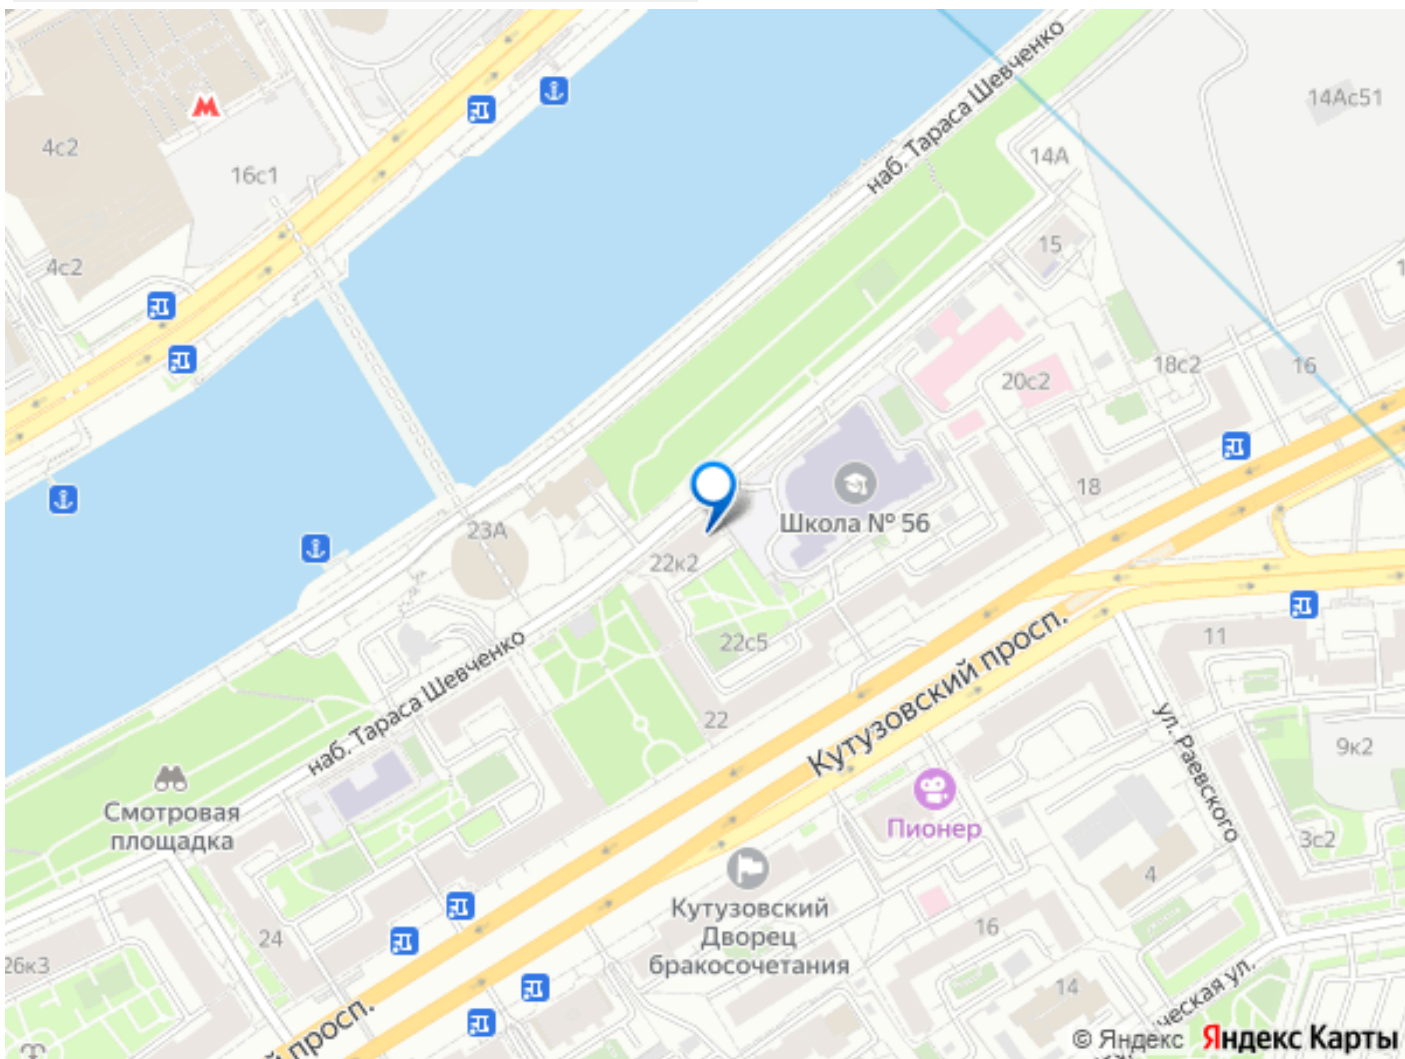 наб. Тараса Шевченко
14Ас51
4с2
16с1
14А
15
4с2
18с2
16
20с2
18
Школа № 56
23А
22к2
22с5
11
Кутузовский просп.
наб. Тараса Шевченко
22
ул. Раевского
9к2
Смотровая
площадка
Пионер
3с2
4
Кутузовский
Дворец
бракосочетания
24
16
26к3
14
ическая ул.
й просп.
© Яндекс Яндекс Карты